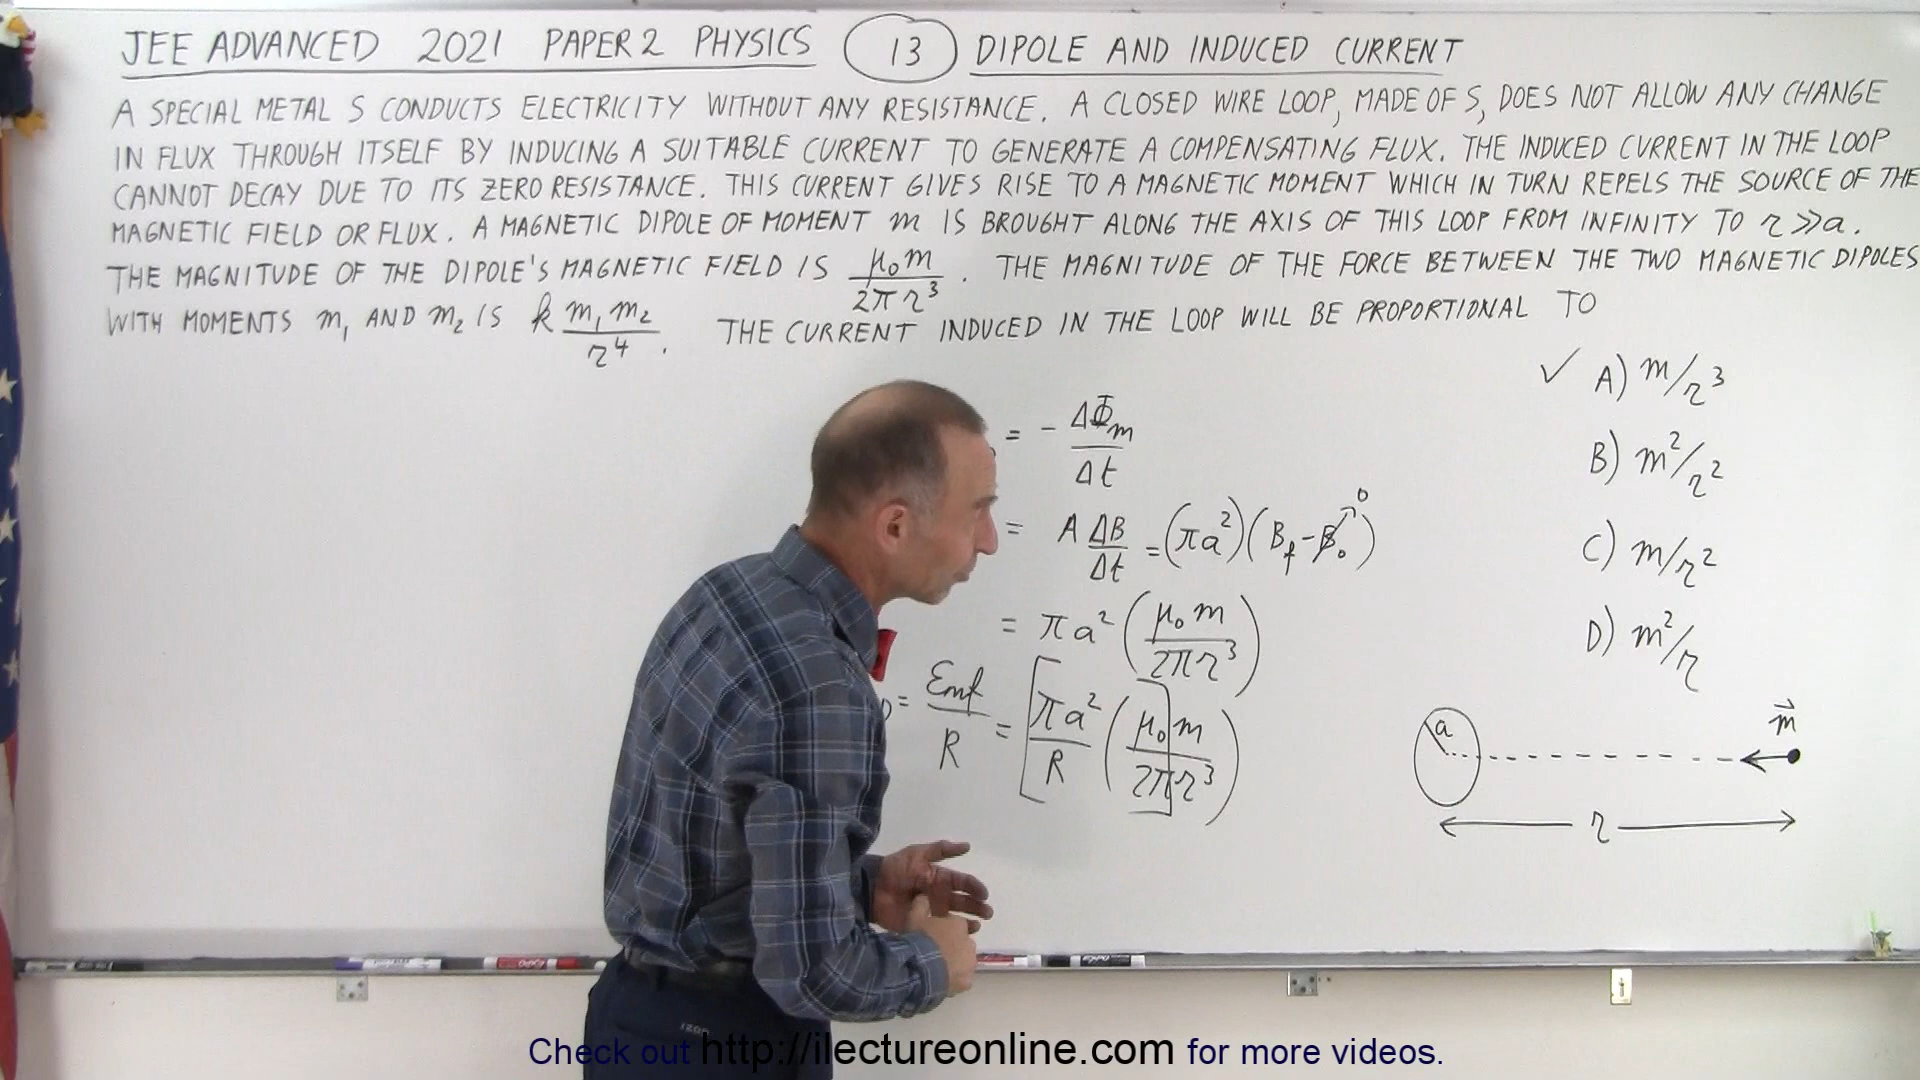 JEE ADVANCED 2021 PAPER 2 PHYSICS 13 DIPOLE AND INDUCED CURRENT
A SPECIAL METAL S CONDUCTS ELECTRICITY WITHOUT ANY RESISTANCE. A CLOSED WIRE LOOP, MADE OF S, DOES NOT ALLOW ANY CHANGE
IN FLUX THROUGH ITSELF BY INDUCING A SUITABLE CURRENT TO GENERATE A COMPENSATING FLUX. THE INDUCED CURRENT IN THE LOOP
CANNOT DECAY DUE TO ITS ZERO RESISTANCE. THIS CURRENT GIVES RISE TO A MAGNETIC MOMENT WHICH IN TURN REPELS THE SOURCE OF THE
MAGNETIC FIELD OR FLUX. A MAGNETIC DIPOLE OF MOMENT m IS BROUGHT ALONG THE AXIS OF THIS LOOP FROM INFINITY TO r >> a.
THE MAGNITUDE OF THE DIPOLE'S MAGNETIC FIELD IS μ₀m / 2πr³ . THE MAGNITUDE OF THE FORCE BETWEEN THE TWO MAGNETIC DIPOLES
WITH MOMENTS m₁ AND m₂ IS k m₁m₂ / r⁴ . THE CURRENT INDUCED IN THE LOOP WILL BE PROPORTIONAL TO
✓ A) m/r³
B) m²/r²
C) m/r²
D) m²/r
= - ΔΦm / Δt
= A ΔB/Δt = (πa²)(Bf - B₀) 0
= πa² (μ₀m / 2πr³)
= Emf / R = [πa² / R (μ₀]m / 2πr³)
a m⃗
r
IZOD
Check out http://ilectureonline.com for more videos.